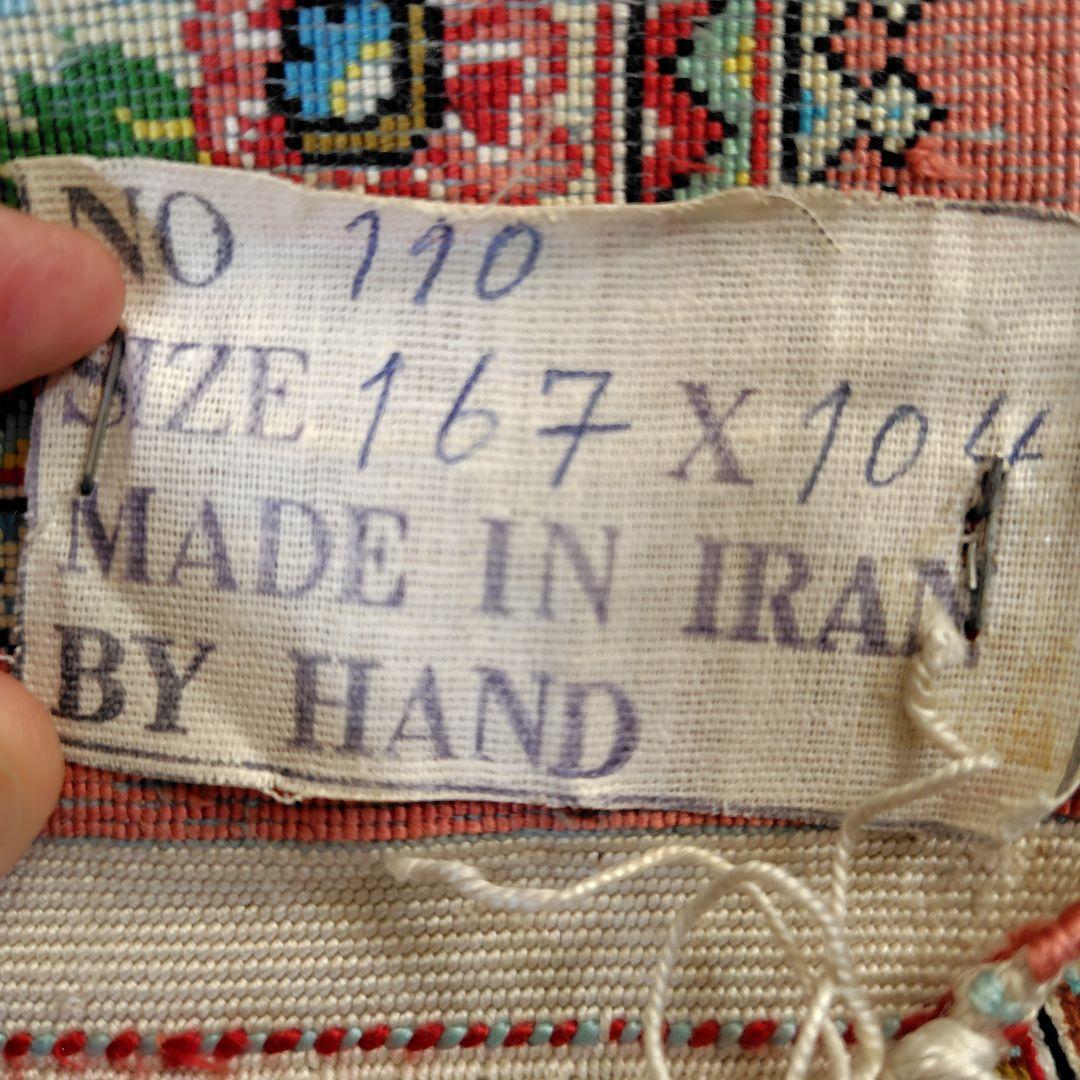 NO 110
SIZE 167 X 104
MADE IN IRAN
BY HAND